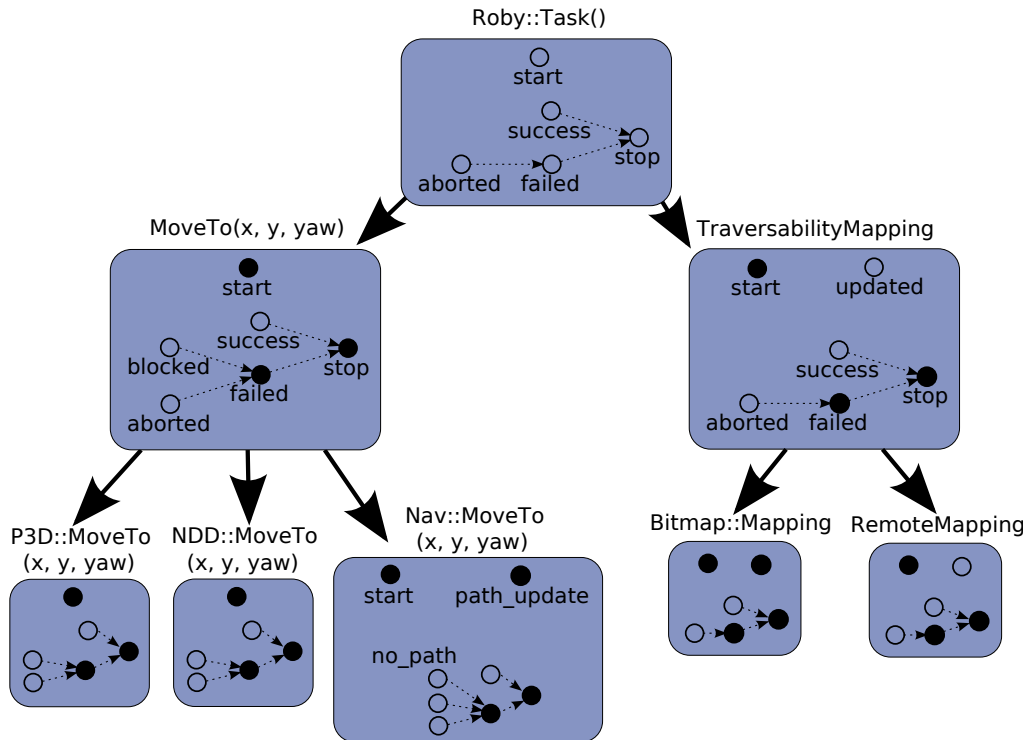 Roby::Task()
start
success
stop
aborted
failed
MoveTo(x, y, yaw)
start
success
blocked
stop
failed
aborted
TraversabilityMapping
start
updated
success
stop
aborted
failed
P3D::MoveTo
(x, y, yaw)
NDD::MoveTo
(x, y, yaw)
Nav::MoveTo
(x, y, yaw)
start
path_update
no_path
Bitmap::Mapping
RemoteMapping